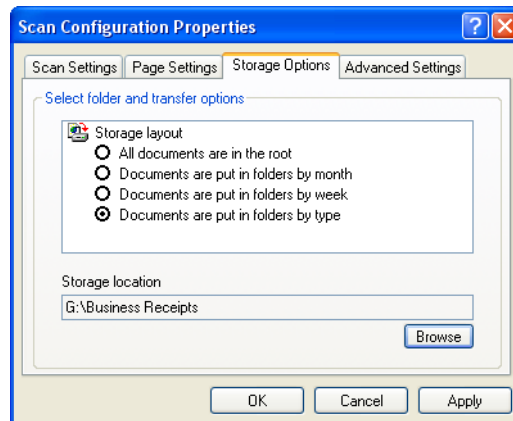 Scan Configuration Properties
Scan Settings Page Settings Storage Options Advanced Settings
Select folder and transfer options
Storage layout
All documents are in the root
Documents are put in folders by month
Documents are put in folders by week
Documents are put in folders by type
Storage location
G:\Business Receipts
Browse
OK Cancel Apply